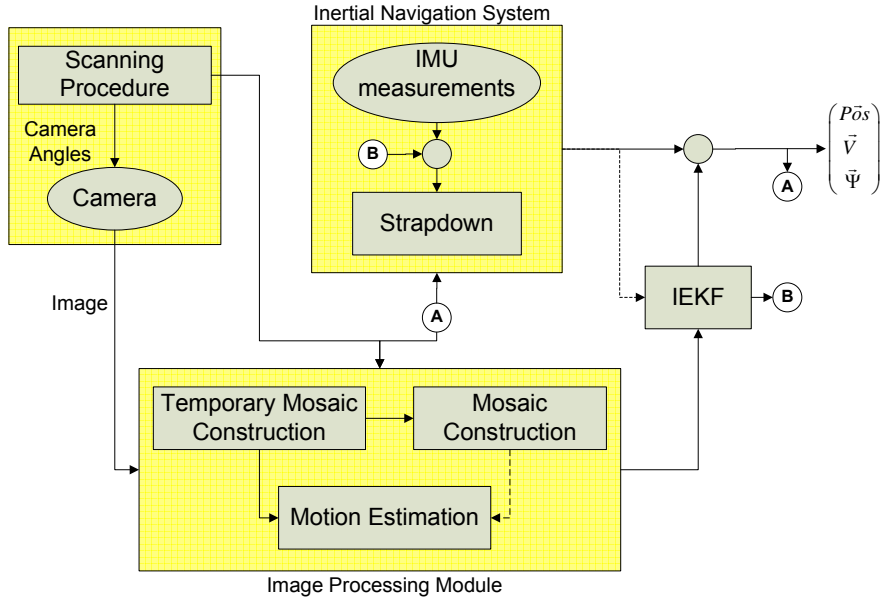 Inertial Navigation System
Scanning
Procedure
Camera
Angles
Camera
Image
IMU
measurements
B
Strapdown
A
Pos
V
Ψ
A
IEKF
B
Temporary Mosaic
Construction
Mosaic
Construction
Motion Estimation
Image Processing Module